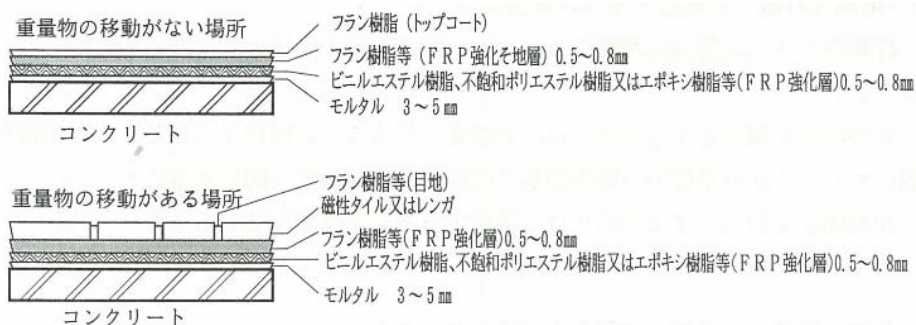 重量物の移動がない場所
フラン樹脂(トップコート)
フラン樹脂等(FRP強化そ地層)0.5~0.8㎜
ビニルエステル樹脂、不飽和ポリエステル樹脂又はエポキシ樹脂等(FRP強化層)0.5~0.8㎜
モルタル 3~5㎜
コンクリート
重量物の移動がある場所
フラン樹脂等(目地)
磁性タイル又はレンガ
フラン樹脂等(FRP強化層)0.5~0.8㎜
ビニルエステル樹脂、不飽和ポリエステル樹脂又はエポキシ樹脂等(FRP強化層)0.5~0.8㎜
モルタル 3~5㎜
コンクリート